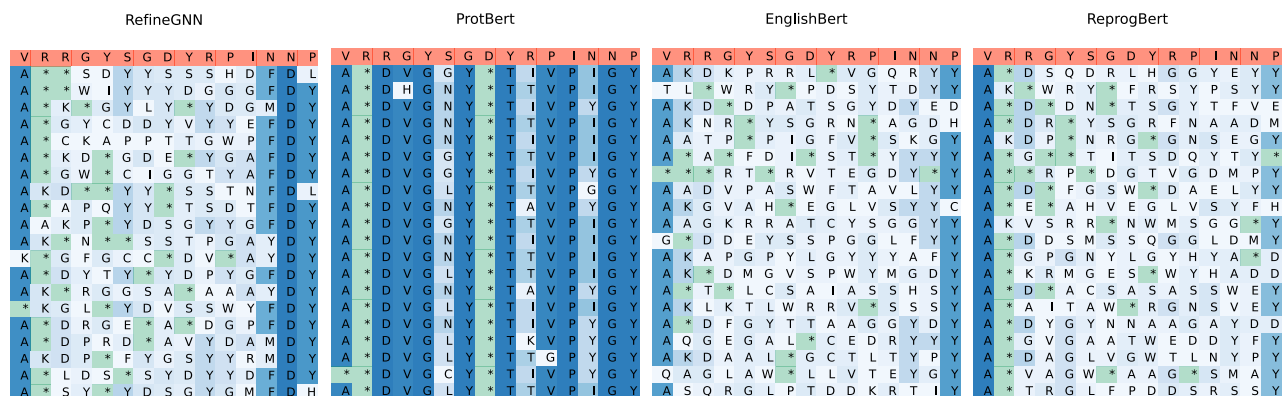 RefineGNN
V R R G Y S G D Y R P I N N P
A * * S D Y Y S S S H D F D L
A * * W I Y Y Y D G G G F D Y
A * K * G Y L Y * Y D G M D Y
A * G Y C D D Y V Y Y E F D Y
A * C K A P P T T G W P F D Y
A * K D * G D E * Y G A F D Y
A * G W * C I G G T Y A F D Y
A K D * * Y Y * S S T N F D L
A * A P Q Y Y * T S D T F D Y
A A K P * Y D S G Y Y G F D Y
A K * N * * S S T P G A Y D Y
K * G F G C C * D V * A Y D Y
A * D Y T Y * Y D P Y G F D Y
A K * R G G S A * A A A Y D Y
* K G L * Y D V S S W Y F D Y
A * D R G E * A * D G P F D Y
A * D P R D * A V Y D A M D Y
A K D P * F Y G S Y Y R M D Y
A * L D S * S Y D Y Y D F D Y
A * S Y * Y D S G Y G M F D H
ProtBert
V R R G Y S G D Y R P I N N P
A * D V G G Y * T I V P I G Y
A * D H G N Y * T T V P I G Y
A * D V G N Y * T I V P Y G Y
A * D V G N Y * T T V P I G Y
A * D V G N Y * T I V P I G Y
A * D V G G Y * T T V P I G Y
A * D V G G Y * T I V P Y G Y
A * D V G L Y * T T V P G G Y
A * D V G N Y * T A V P Y G Y
A * D V G G Y * T T V P I G Y
A * D V G N Y * T I V P I G Y
A * D V G N Y * T T V P I G Y
A * D V G L Y * T T V P I G Y
A * D V G N Y * T A V P Y G Y
A * D V G L Y * T I V P I G Y
A * D V G N Y * T I V P Y G Y
A * D V G L Y * T K V P Y G Y
A * D V G L Y * T T G P Y G Y
* * D V G C Y * T T V P Y G Y
A * D V G L Y * T T V P I G Y
EnglishBert
V R R G Y S G D Y R P I N N P
A K D K P R R L * V G Q R Y Y
T L * W R Y * P D S Y T D Y Y
A K D * D P A T S G Y D Y E D
A K N R * Y S G R N * A G D H
A A T P * P I G F V * S K G Y
A * A * F D I * S T * Y Y Y Y
* * * R T * R V T E G D Y * Y
A A D V P A S W F T A V L Y Y
A K G V A H * E G L V S Y Y C
A A G K R R A T C Y S G G Y Y
G * D D E Y S S P G G L F Y Y
A K A P G P Y L G Y Y Y A F Y
A K * D M G V S P W Y M G D Y
A * T * L C S A I A S S H S Y
A K L K T L W R R V * S S S Y
A * D F G Y T T A A G G Y D Y
A Q G E G A L * C E D R Y Y Y
A K D A A L * G C T L T Y P Y
Q A G L A W * L L V T E Y G Y
A S Q R G L P T D D K R T I Y
ReprogBert
V R R G Y S G D Y R P I N N P
A * D S Q D R L H G G Y E Y Y
A K * W R Y * F R S Y P S Y Y
A * D * D N * T S G Y T F V E
A * D R * Y S G R F N A A D M
A K D P * N R G * G N S E G Y
A * G * * T I T S D Q Y T Y *
A * * R P * D G T V G D M P Y
A * D * F G S W * D A E L Y Y
A * E * A H V E G L V S Y F H
A K V S R R * N W M S G G * Y
A * D D S M S S Q G G L D M Y
A * G P G N Y L G Y H Y A * D
A * K R M G E S * W Y H A D D
A * D * A C S A S A S S W E Y
A * A I T A W * R G N S V E Y
A * D Y G Y N N A A G A Y D D
A * G V G A A T W E D D Y F Y
A * D A G L V G W T L N Y P Y
A * V A G W * A A G * S M A Y
A * T R G L F P D D S R S S Y